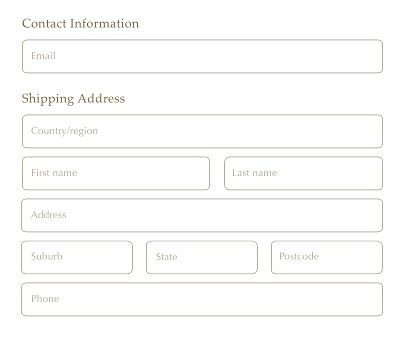 Contact Information
Email
Shipping Address
Country/region
First name Last name
Address
Suburb State Postcode
Phone